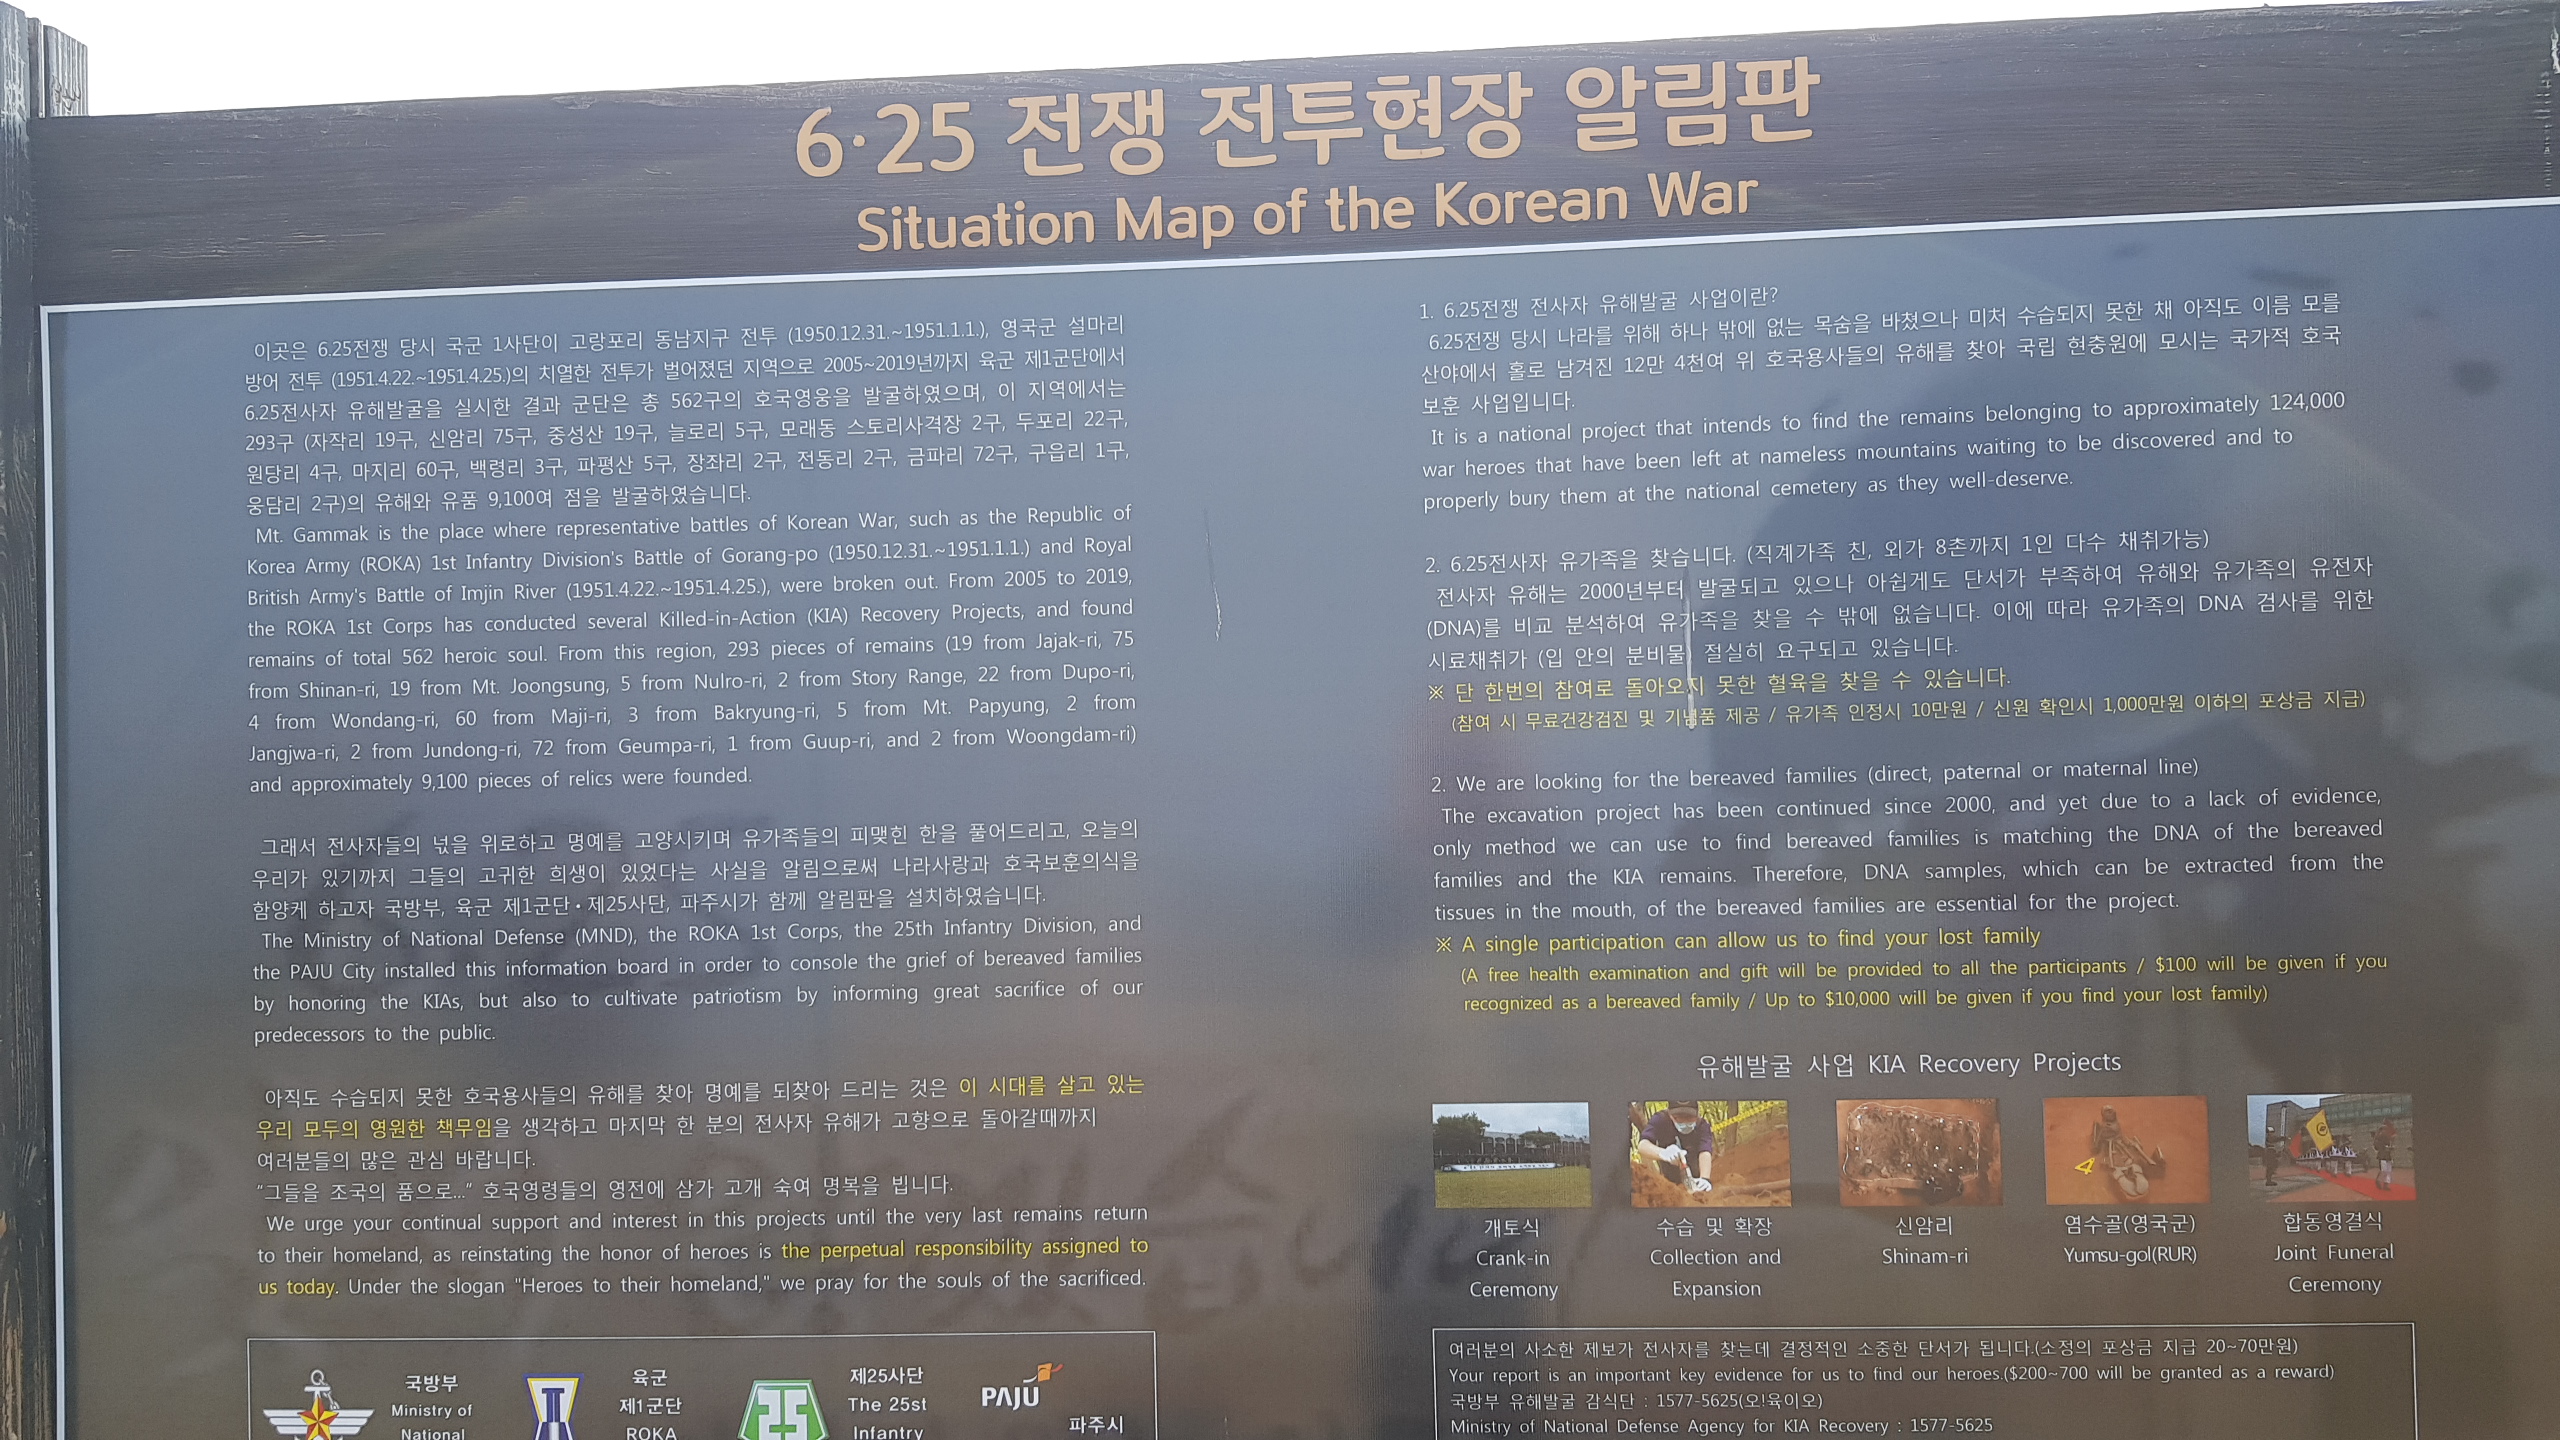 6·25 전쟁 전투현장 알림판
Situation Map of the Korean War
이곳은 6.25전쟁 당시 국군 1사단이 고랑포리 동남지구 전투 (1950.12.31.~1951.1.1.), 영국군 설마리
방어 전투 (1951.4.22.~1951.4.25.)의 치열한 전투가 벌어졌던 지역으로 2005~2019년까지 육군 제1군단에서
6.25전사자 유해발굴을 실시한 결과 군단은 총 562구의 호국영웅을 발굴하였으며, 이 지역에서는
293구 (자작리 19구, 신암리 75구, 중성산 19구, 늘로리 5구, 모래동 스토리사격장 2구, 두포리 22구,
원당리 4구, 마지리 60구, 백령리 3구, 파평산 5구, 장좌리 2구, 전동리 2구, 금파리 72구, 구읍리 1구,
웅담리 2구)의 유해와 유품 9,100여 점을 발굴하였습니다.
Mt. Gammak is the place where representative battles of Korean War, such as the Republic of
Korea Army (ROKA) 1st Infantry Division's Battle of Gorang-po (1950.12.31.~1951.1.1.) and Royal
British Army's Battle of Imjin River (1951.4.22.~1951.4.25.), were broken out. From 2005 to 2019,
the ROKA 1st Corps has conducted several Killed-in-Action (KIA) Recovery Projects, and found
remains of total 562 heroic soul. From this region, 293 pieces of remains (19 from Jajak-ri, 75
from Shinan-ri, 19 from Mt. Joongsung, 5 from Nulro-ri, 2 from Story Range, 22 from Dupo-ri,
4 from Wondang-ri, 60 from Maji-ri, 3 from Bakryung-ri, 5 from Mt. Papyung, 2 from
Jangjwa-ri, 2 from Jundong-ri, 72 from Geumpa-ri, 1 from Guup-ri, and 2 from Woongdam-ri)
and approximately 9,100 pieces of relics were founded.
그래서 전사자들의 넋을 위로하고 명예를 고양시키며 유가족들의 피맺힌 한을 풀어드리고, 오늘의
우리가 있기까지 그들의 고귀한 희생이 있었다는 사실을 알림으로써 나라사랑과 호국보훈의식을
함양케 하고자 국방부, 육군 제1군단·제25사단, 파주시가 함께 알림판을 설치하였습니다.
The Ministry of National Defense (MND), the ROKA 1st Corps, the 25th Infantry Division, and
the PAJU City installed this information board in order to console the grief of bereaved families
by honoring the KIAs, but also to cultivate patriotism by informing great sacrifice of our
predecessors to the public.
아직도 수습되지 못한 호국용사들의 유해를 찾아 명예를 되찾아 드리는 것은 이 시대를 살고 있는
우리 모두의 영원한 책무임을 생각하고 마지막 한 분의 전사자 유해가 고향으로 돌아갈때까지
여러분들의 많은 관심 바랍니다.
"그들을 조국의 품으로..." 호국영령들의 영전에 삼가 고개 숙여 명복을 빕니다.
We urge your continual support and interest in this projects until the very last remains return
to their homeland, as reinstating the honor of heroes is the perpetual responsibility assigned to
us today. Under the slogan "Heroes to their homeland," we pray for the souls of the sacrificed.
국방부
Ministry of
National
육군
제1군단
ROKA
25
제25사단
The 25st
Infantry
PAJU
파주시
1. 6.25전쟁 전사자 유해발굴 사업이란?
6.25전쟁 당시 나라를 위해 하나 밖에 없는 목숨을 바쳤으나 미처 수습되지 못한 채 아직도 이름 모를
산야에서 홀로 남겨진 12만 4천여 위 호국용사들의 유해를 찾아 국립 현충원에 모시는 국가적 호국
보훈 사업입니다.
It is a national project that intends to find the remains belonging to approximately 124,000
war heroes that have been left at nameless mountains waiting to be discovered and to
properly bury them at the national cemetery as they well-deserve.
2. 6.25전사자 유가족을 찾습니다. (직계가족 친, 외가 8촌까지 1인 다수 채취가능)
전사자 유해는 2000년부터 발굴되고 있으나 아쉽게도 단서가 부족하여 유해와 유가족의 유전자
(DNA)를 비교 분석하여 유가족을 찾을 수 밖에 없습니다. 이에 따라 유가족의 DNA 검사를 위한
시료채취가 (입 안의 분비물) 절실히 요구되고 있습니다.
※ 단 한번의 참여로 돌아오지 못한 혈육을 찾을 수 있습니다.
(참여 시 무료건강검진 및 기념품 제공 / 유가족 인정시 10만원 / 신원 확인시 1,000만원 이하의 포상금 지급)
2. We are looking for the bereaved families (direct, paternal or maternal line)
The excavation project has been continued since 2000, and yet due to a lack of evidence,
only method we can use to find bereaved families is matching the DNA of the bereaved
families and the KIA remains. Therefore, DNA samples, which can be extracted from the
tissues in the mouth, of the bereaved families are essential for the project.
※ A single participation can allow us to find your lost family
(A free health examination and gift will be provided to all the participants / $100 will be given if you
recognized as a bereaved family / Up to $10,000 will be given if you find your lost family)
유해발굴 사업 KIA Recovery Projects
4
개토식
Crank-in
Ceremony
수습 및 확장
Collection and
Expansion
신암리
Shinam-ri
염수골(영국군)
Yumsu-gol(RUR)
합동영결식
Joint Funeral
Ceremony
여러분의 사소한 제보가 전사자를 찾는데 결정적인 소중한 단서가 됩니다.(소정의 포상금 지급 20~70만원)
Your report is an important key evidence for us to find our heroes.($200~700 will be granted as a reward)
국방부 유해발굴 감식단 : 1577-5625(오!육이오)
Ministry of National Defense Agency for KIA Recovery : 1577-5625